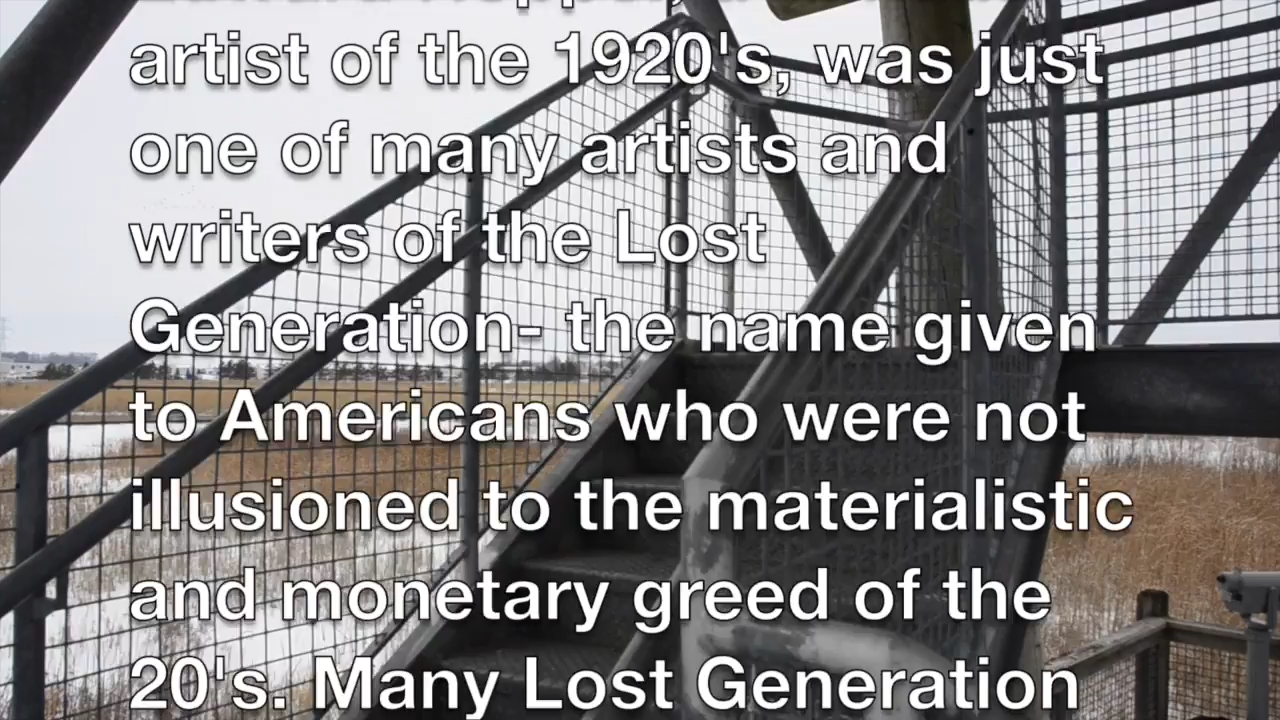 artist of the 1920's, was just
one of many artists and
writers of the Lost
Generation- the name given
to Americans who were not
illusioned to the materialistic
and monetary greed of the
20's. Many Lost Generation